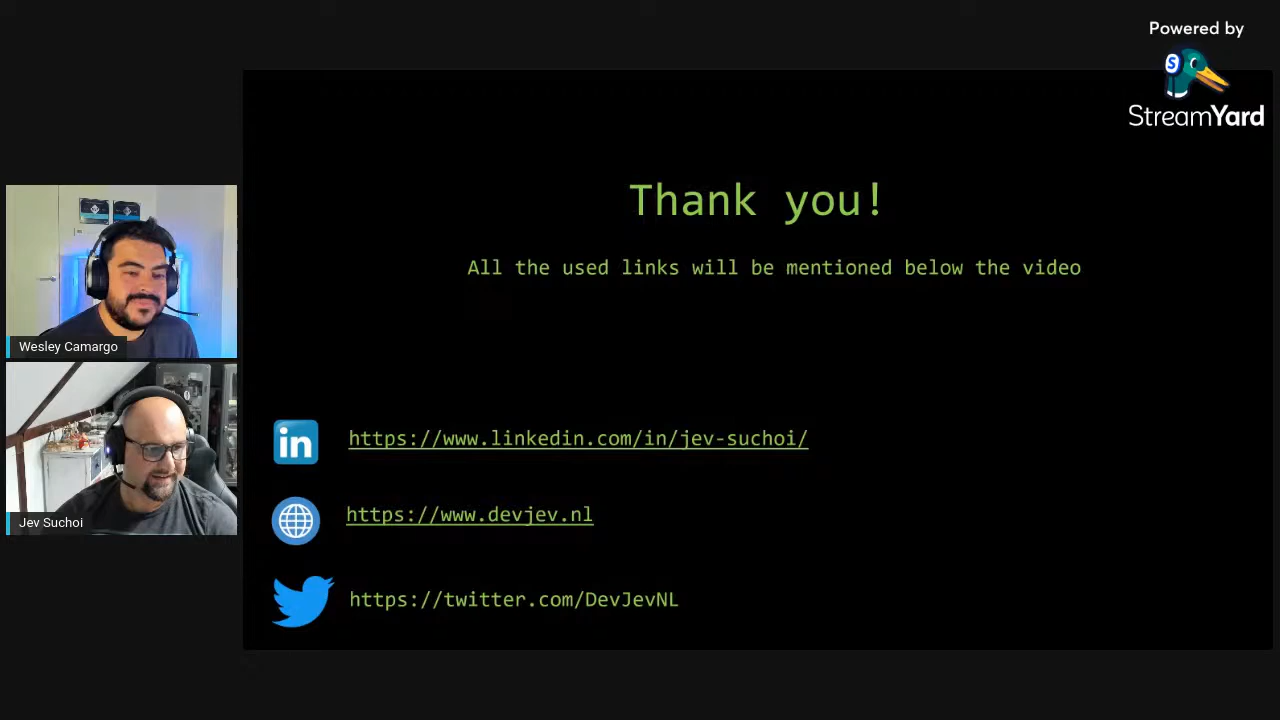 Powered by
StreamYard
Thank you!
All the used links will be mentioned below the video
Wesley Camargo
Jev Suchoi
in https://www.linkedin.com/in/jev-suchoi/
https://www.devjev.nl
https://twitter.com/DevJevNL